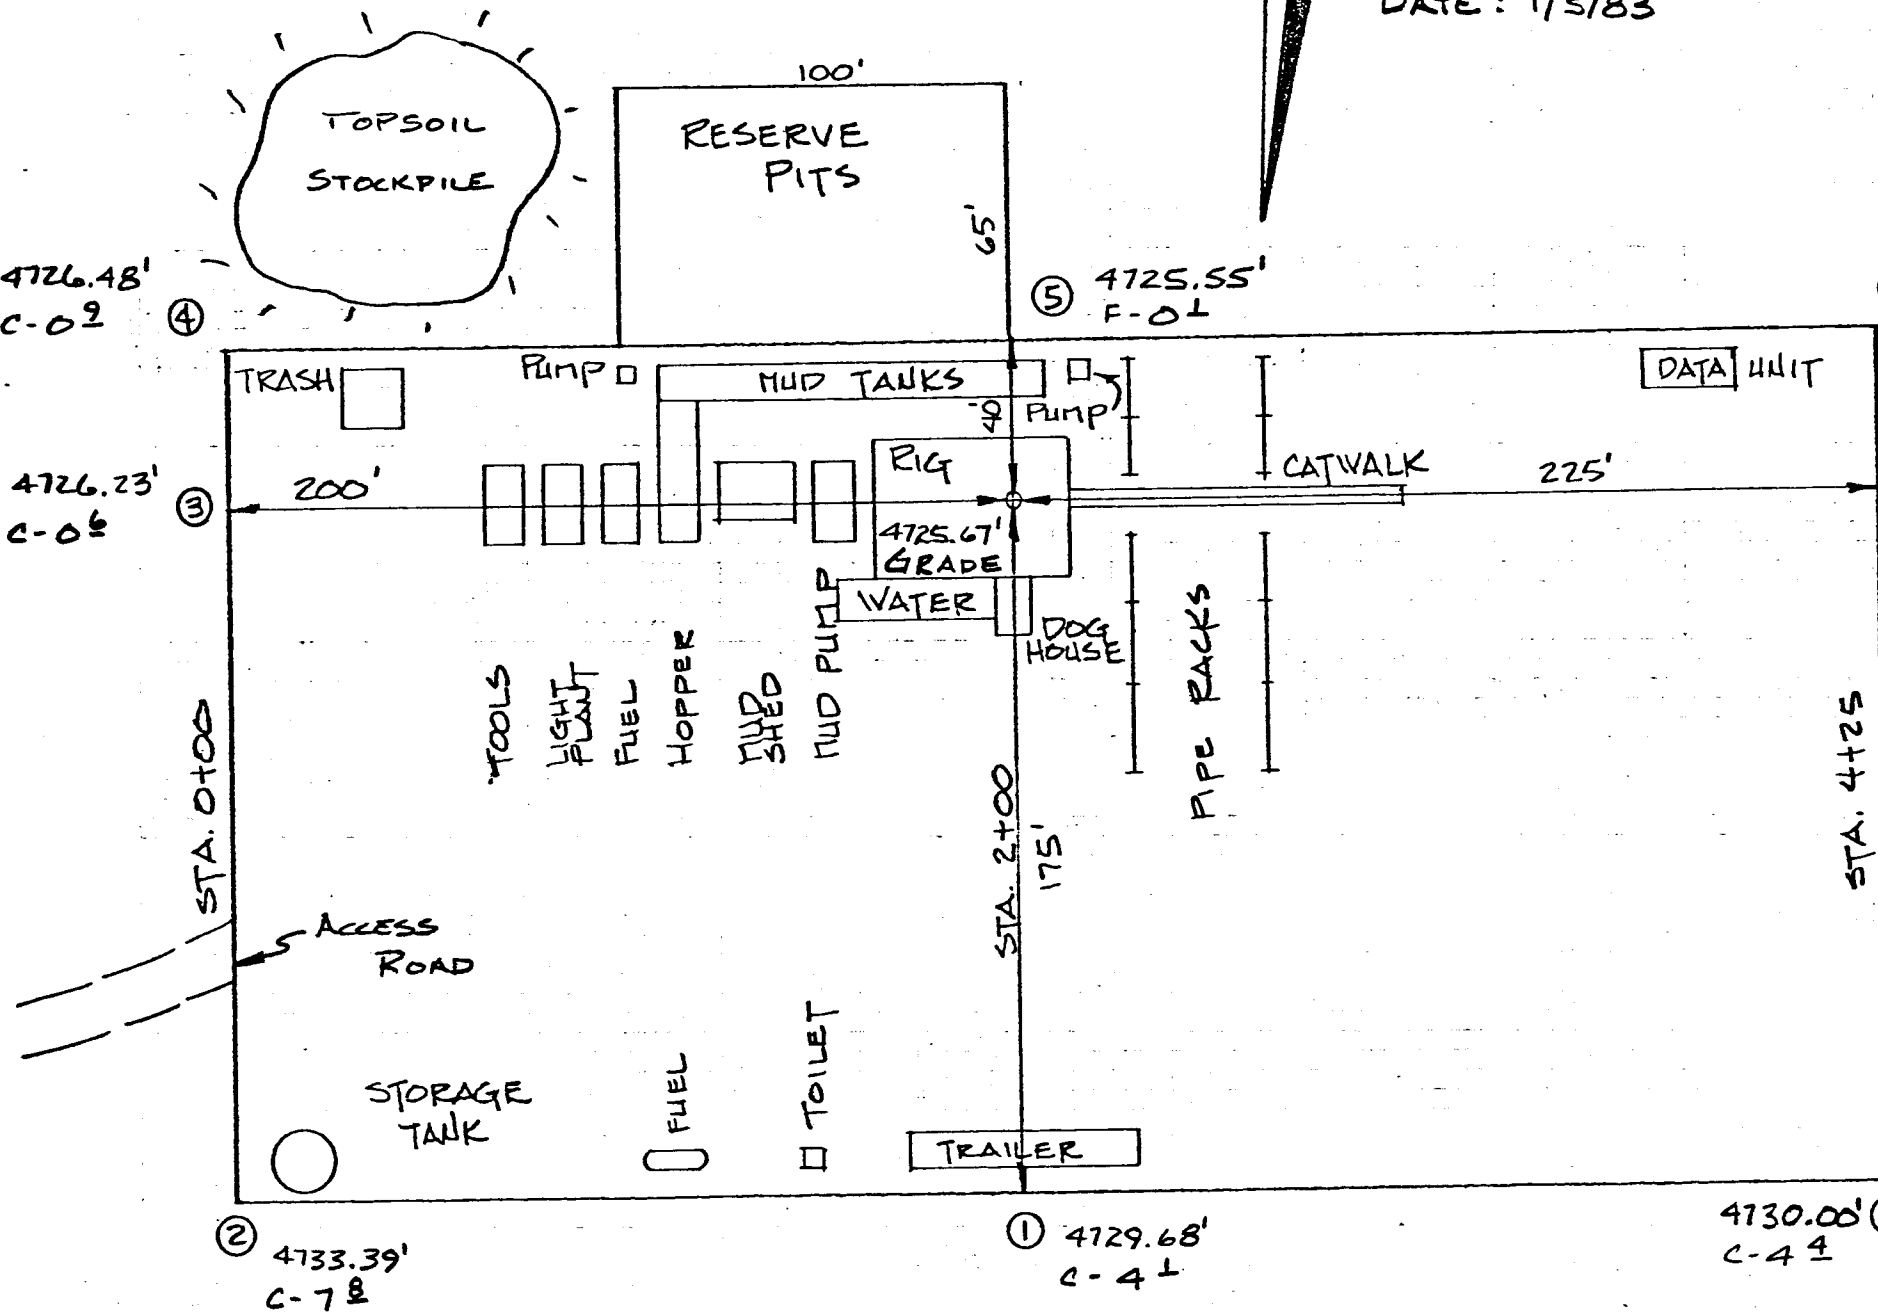 DATE: 1/5/83
100'
TOPSOIL
STOCKPILE
RESERVE
PITS
65'
4726.48'
C-0 9
④
⑤
4725.55'
F-0 1
TRASH
Pump
MUD TANKS
40'
Pump
DATA UNIT
RIG
CATWALK
225'
4726.23'
C-0 6
③
200'
4725.67'
GRADE
WATER
DOG
HOUSE
TOOLS
LIGHT
PLANT
FUEL
HOPPER
MUD
SHED
MUD PUMP
PIPE RACKS
STA. 0+00
STA. 2+00
175'
STA. 4+25
ACCESS
ROAD
STORAGE
TANK
FUEL
TOILET
TRAILER
②
4733.39'
C-7 8
①
4729.68'
C-4 1
4730.00'
C-4 4